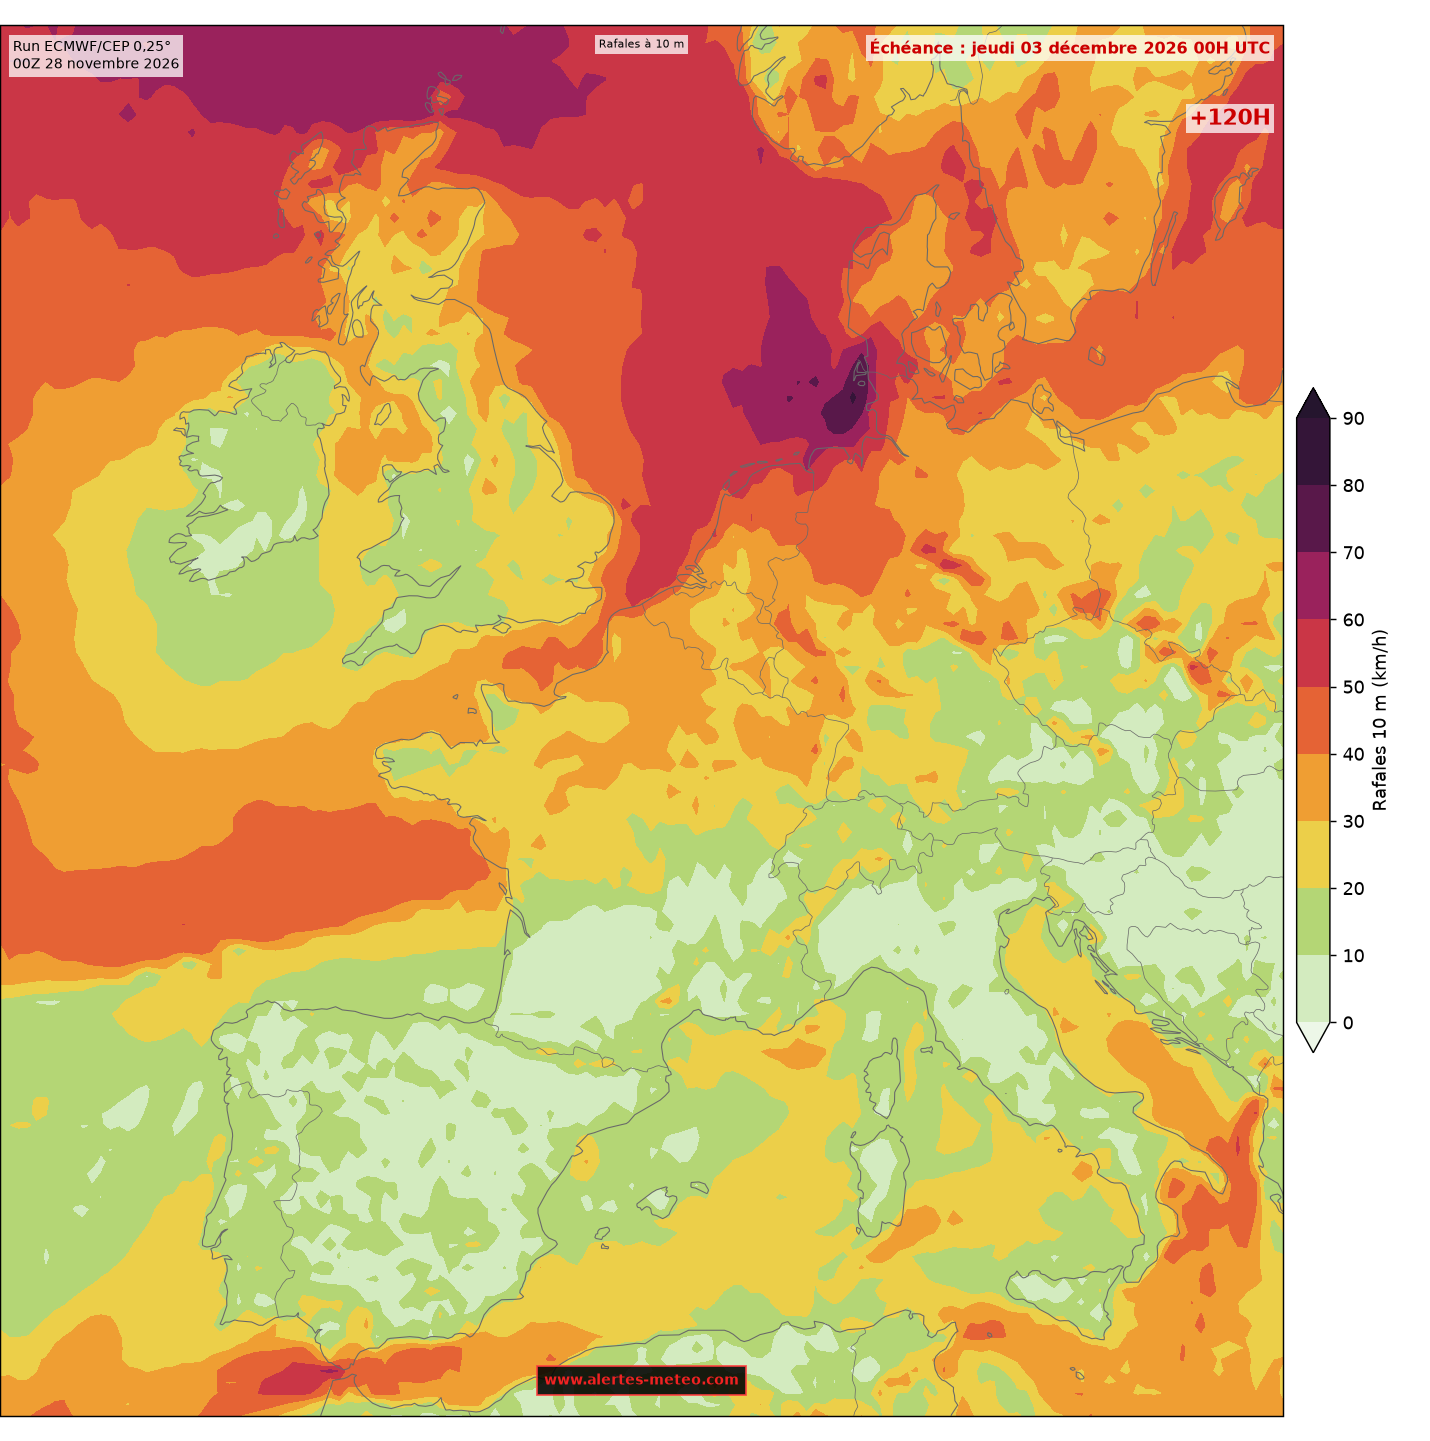 Run ECMWF/CEP 0,25°
00Z 28 novembre 2026
Rafales à 10 m
Échéance : jeudi 03 décembre 2026 00H UTC
+120H
90
80
70
60
50
40
30
20
10
0
Rafales 10 m (km/h)
www.alertes-meteo.com